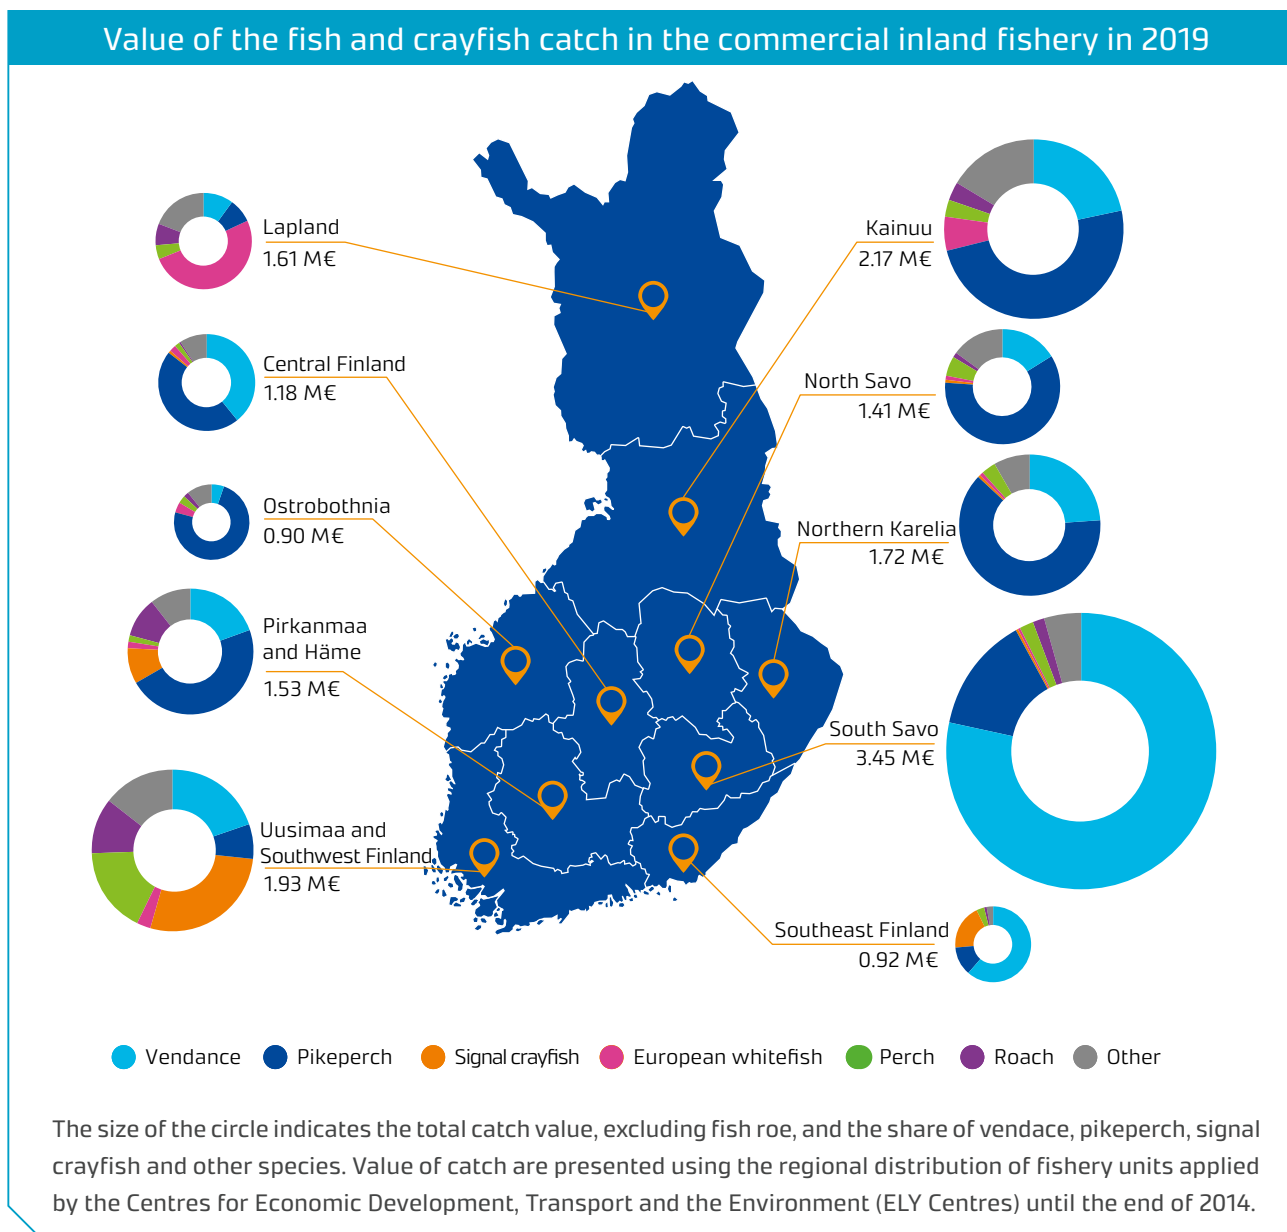 Value of the fish and crayfish catch in the commercial inland fishery in 2019
Lapland
1.61 M€
Central Finland
1.18 M€
Ostrobothnia
0.90 M€
Pirkanmaa
and Häme
1.53 M€
Uusimaa and
Southwest Finland
1.93 M€
Kainuu
2.17 M€
North Savo
1.41 M€
Northern Karelia
1.72 M€
South Savo
3.45 M€
Southeast Finland
0.92 M€
Vendance
Pikeperch
Signal crayfish
European whitefish
Perch
Roach
Other
The size of the circle indicates the total catch value, excluding fish roe, and the share of vendace, pikeperch, signal
crayfish and other species. Value of catch are presented using the regional distribution of fishery units applied
by the Centres for Economic Development, Transport and the Environment (ELY Centres) until the end of 2014.